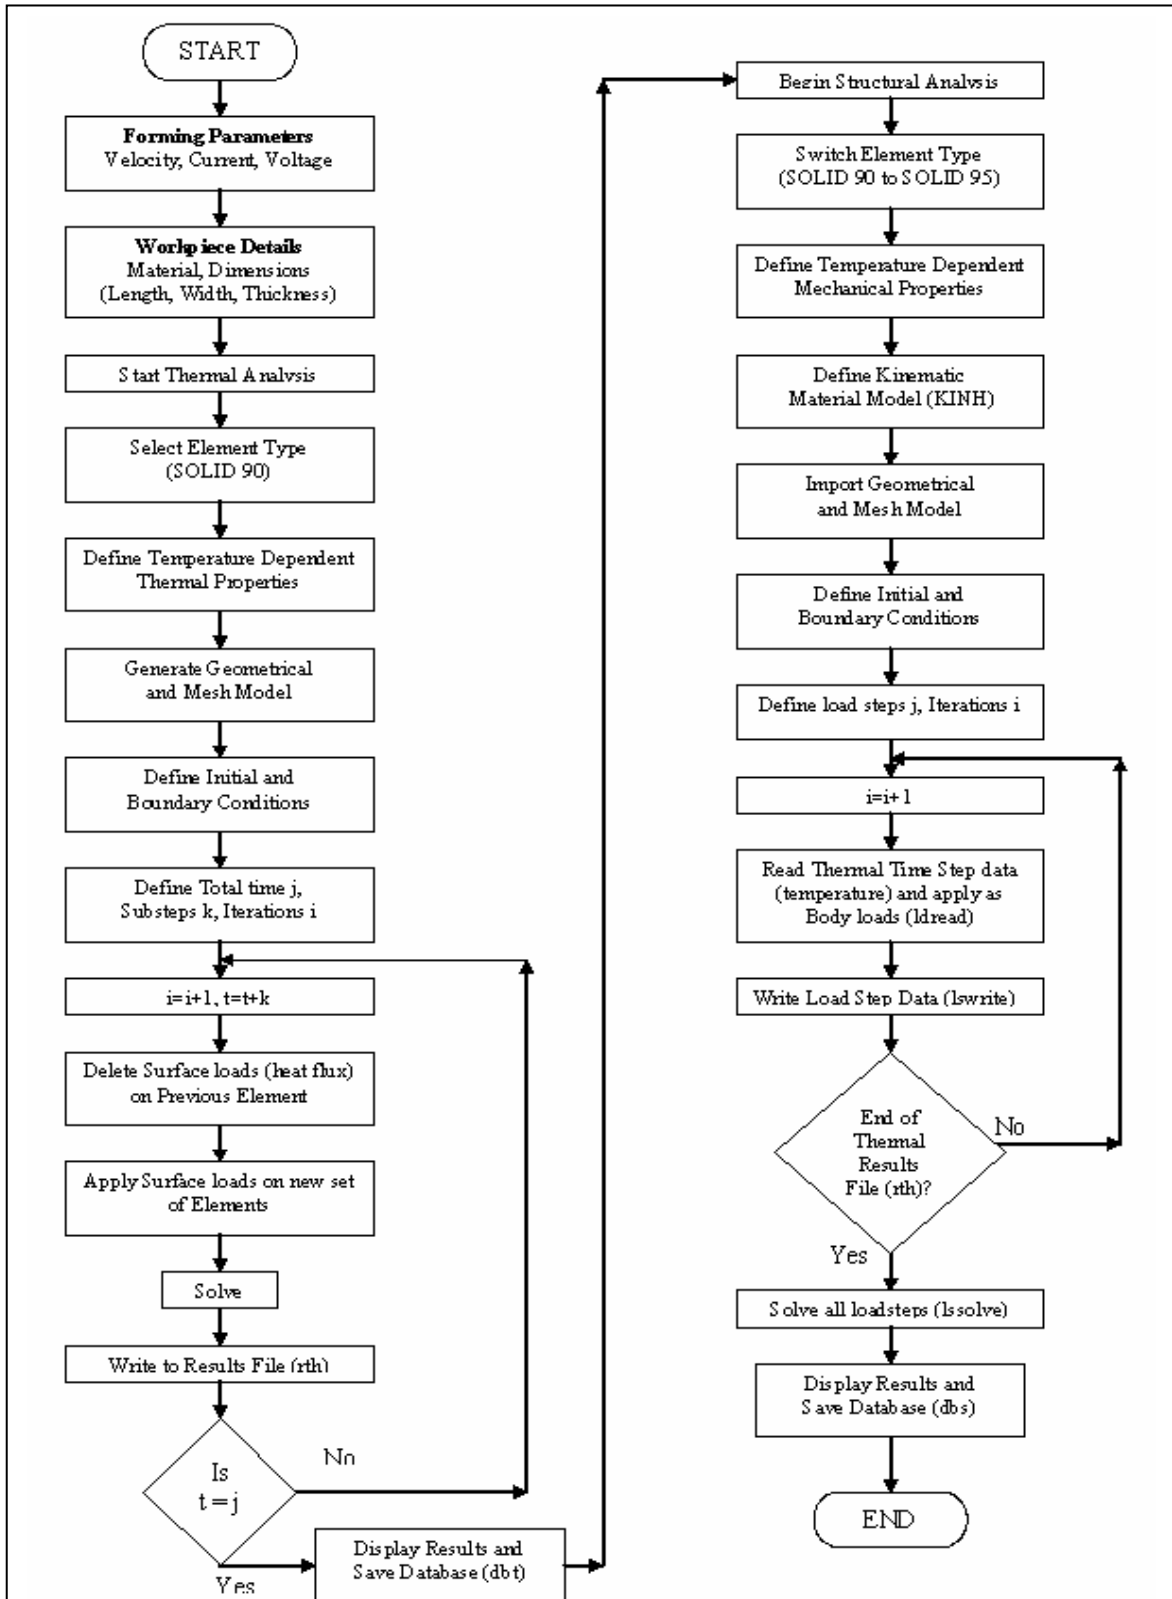 START
Forming Parameters
Velocity, Current, Voltage
Workpiece Details
Material, Dimensions
(Length, Width, Thickness)
Start Thermal Analysis
Select Element Type
(SOLID 90)
Define Temperature Dependent
Thermal Properties
Generate Geometrical
and Mesh Model
Define Initial and
Boundary Conditions
Define Total time j,
Substeps k, Iterations i
i=i+1, t=t+k
Delete Surface loads (heat flux)
on Previous Element
Apply Surface loads on new set
of Elements
Solve
Write to Results File (rth)
Is
t = j
No
Yes
Display Results and
Save Database (dbt)
Begin Structural Analysis
Switch Element Type
(SOLID 90 to SOLID 95)
Define Temperature Dependent
Mechanical Properties
Define Kinematic
Material Model (KINH)
Import Geometrical
and Mesh Model
Define Initial and
Boundary Conditions
Define load steps j, Iterations i
i=i+1
Read Thermal Time Step data
(temperature) and apply as
Body loads (ldread)
Write Load Step Data (lswrite)
End of
Thermal
Results
File (rth)?
No
Yes
Solve all loadsteps (lssolve)
Display Results and
Save Database (dbs)
END